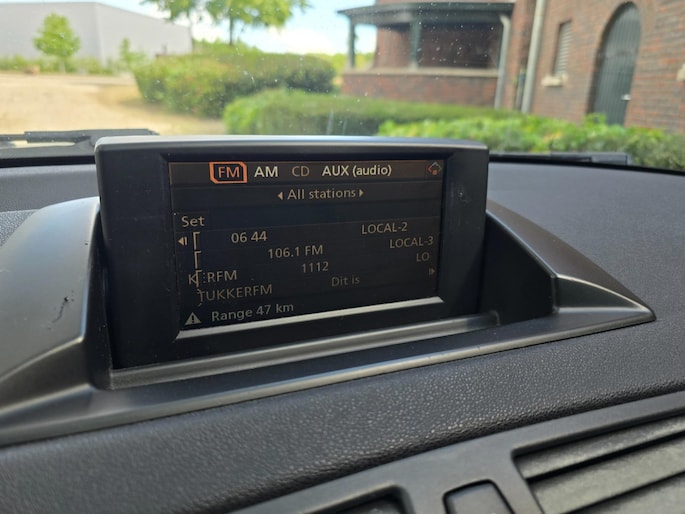 FM AM CD AUX (audio)
All stations
Set
06 44 LOCAL-2
106.1 FM LOCAL-3
KERFM 1112 LO
TUKKERFM Dit is
Range 47 km